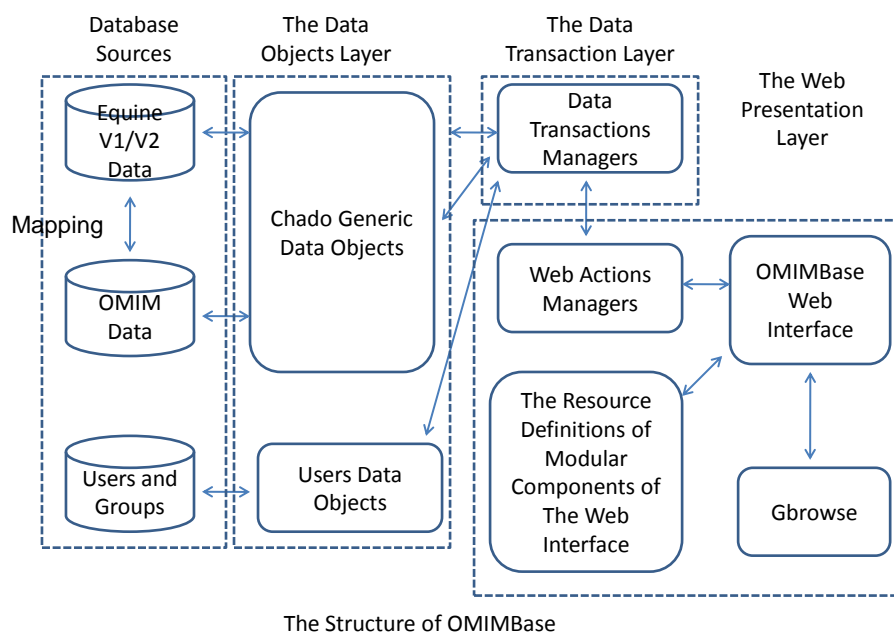 Database
Sources
The Data
Objects Layer
The Data
Transaction Layer
The Web
Presentation
Layer
Equine
V1/V2
Data
Mapping
OMIM
Data
Users and
Groups
Chado Generic
Data Objects
Users Data
Objects
Data
Transactions
Managers
Web Actions
Managers
OMIMBase
Web
Interface
The Resource
Definitions of
Modular
Components of
The Web
Interface
Gbrowse
The Structure of OMIMBase